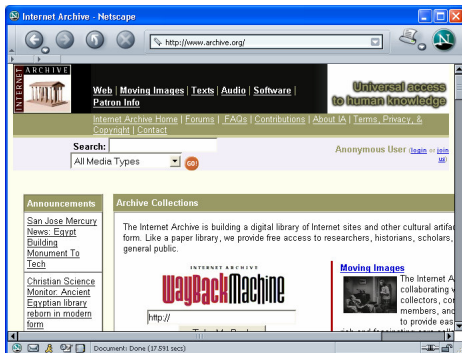 Internet Archive - Netscape
http://www.archive.org/
INTERNET
ARCHIVE
Web | Moving Images | Texts | Audio | Software |
Patron Info
Universal access
to human knowledge
Internet Archive Home | Forums | FAQs | Contributions | About IA | Terms, Privacy, &
Copyright | Contact
Search:
All Media Types
GO!
Anonymous User (login or join
us)
Announcements
San Jose Mercury
News: Egypt
Building
Monument To
Tech
Christian Science
Monitor: Ancient
Egyptian library
reborn in modern
form
Archive Collections
The Internet Archive is building a digital library of Internet sites and other cultural artifac
form. Like a paper library, we provide free access to researchers, historians, scholars,
general public.
INTERNET ARCHIVE
WayBackMachine
http://
Moving Images
The Internet A
collaborating w
collectors, cor
members, and
to provide eas
Document: Done (17.591 secs)